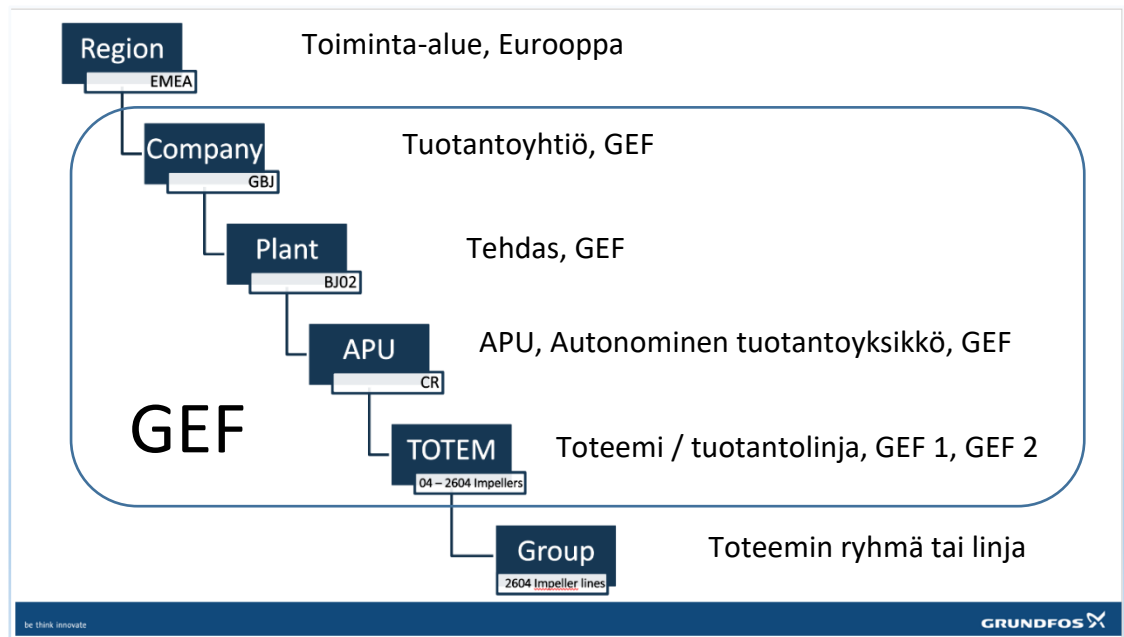 Region
EMEA
Toiminta-alue, Eurooppa
Company
GBJ
Tuotantoyhtiö, GEF
Plant
BJ02
Tehdas, GEF
APU
CR
APU, Autonominen tuotantoyksikkö, GEF
GEF
TOTEM
04 – 2604 Impellers
Toteemi / tuotantolinja, GEF 1, GEF 2
Group
2604 Impeller lines
Toteemin ryhmä tai linja
be think innovate
GRUNDFOS